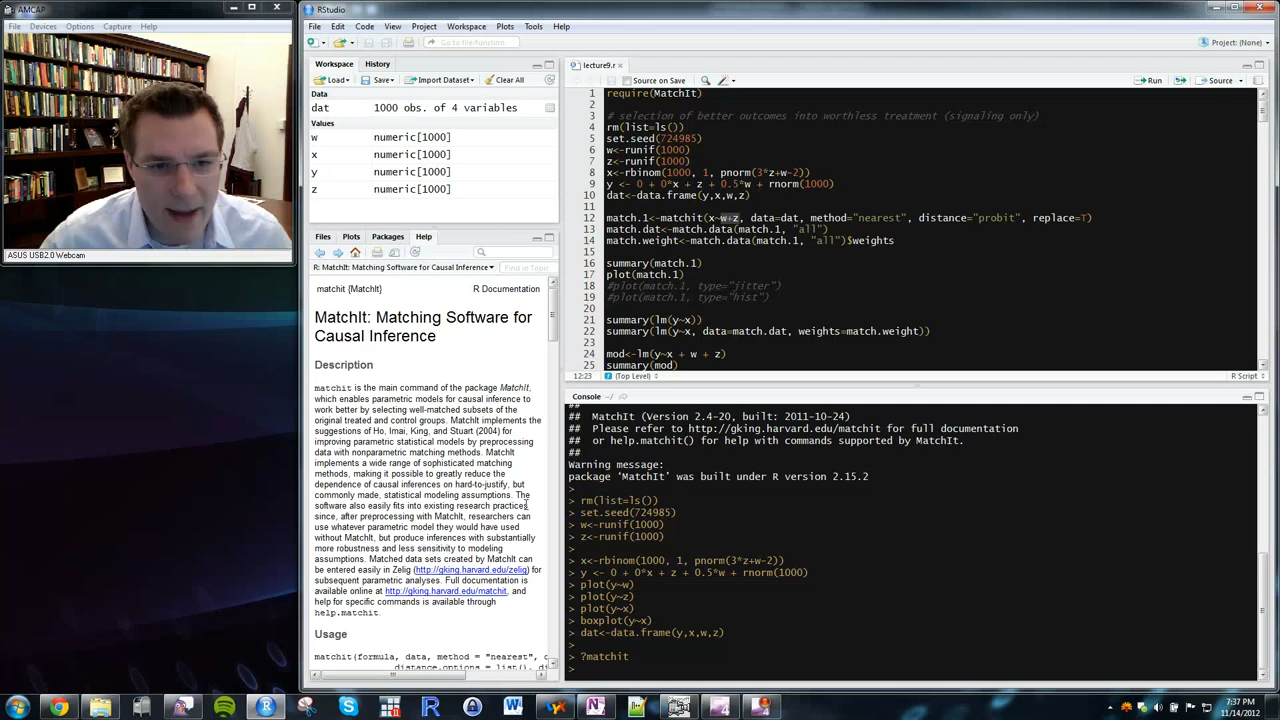 AMCAP
File Devices Options Capture Help
ASUS USB2.0 Webcam
RStudio
File Edit Code View Project Workspace Plots Tools Help
Go to file/function
Project: (None)
Workspace History
Load Save Import Dataset Clear All
Data
dat 1000 obs. of 4 variables
Values
w numeric[1000]
x numeric[1000]
y numeric[1000]
z numeric[1000]
Files Plots Packages Help
R: MatchIt: Matching Software for Causal Inference Find in Topic
matchit {MatchIt} R Documentation
MatchIt: Matching Software for
Causal Inference
Description
matchit is the main command of the package MatchIt,
which enables parametric models for causal inference to
work better by selecting well-matched subsets of the
original treated and control groups. MatchIt implements the
suggestions of Ho, Imai, King, and Stuart (2004) for
improving parametric statistical models by preprocessing
data with nonparametric matching methods. MatchIt
implements a wide range of sophisticated matching
methods, making it possible to greatly reduce the
dependence of causal inferences on hard-to-justify, but
commonly made, statistical modeling assumptions. The
software also easily fits into existing research practices
since, after preprocessing with MatchIt, researchers can
use whatever parametric model they would have used
without MatchIt, but produce inferences with substantially
more robustness and less sensitivity to modeling
assumptions. Matched data sets created by MatchIt can
be entered easily in Zelig (http://gking.harvard.edu/zelig) for
subsequent parametric analyses. Full documentation is
available online at http://gking.harvard.edu/matchit, and
help for specific commands is available through
help.matchit.
Usage
matchit(formula, data, method = "nearest",
distance.options = list(),
lecture9.r
Source on Save Run Source
1 require(MatchIt)
2
3 # selection of better outcomes into worthless treatment (signaling only)
4 rm(list=ls())
5 set.seed(724985)
6 w<-runif(1000)
7 z<-runif(1000)
8 x<-rbinom(1000, 1, pnorm(3*z+w-2))
9 y <- 0 + 0*x + z + 0.5*w + rnorm(1000)
10 dat<-data.frame(y,x,w,z)
11
12 match.1<-matchit(x~w+z, data=dat, method="nearest", distance="probit", replace=T)
13 match.dat<-match.data(match.1, "all")
14 match.weight<-match.data(match.1, "all")$weights
15
16 summary(match.1)
17 plot(match.1)
18 #plot(match.1, type="jitter")
19 #plot(match.1, type="hist")
20
21 summary(lm(y~x))
22 summary(lm(y~x, data=match.dat, weights=match.weight))
23
24 mod<-lm(y~x + w + z)
25 summary(mod)
12:23 (Top Level) R Script
Console ~/
##
## MatchIt (Version 2.4-20, built: 2011-10-24)
## Please refer to http://gking.harvard.edu/matchit for full documentation
## or help.matchit() for help with commands supported by MatchIt.
##
Warning message:
package ‘MatchIt’ was built under R version 2.15.2
>
> rm(list=ls())
> set.seed(724985)
> w<-runif(1000)
> z<-runif(1000)
>
> x<-rbinom(1000, 1, pnorm(3*z+w-2))
> y <- 0 + 0*x + z + 0.5*w + rnorm(1000)
> plot(y~w)
> plot(y~z)
> plot(y~x)
> boxplot(y~x)
> dat<-data.frame(y,x,w,z)
>
> ?matchit
>
7:37 PM
11/14/2012